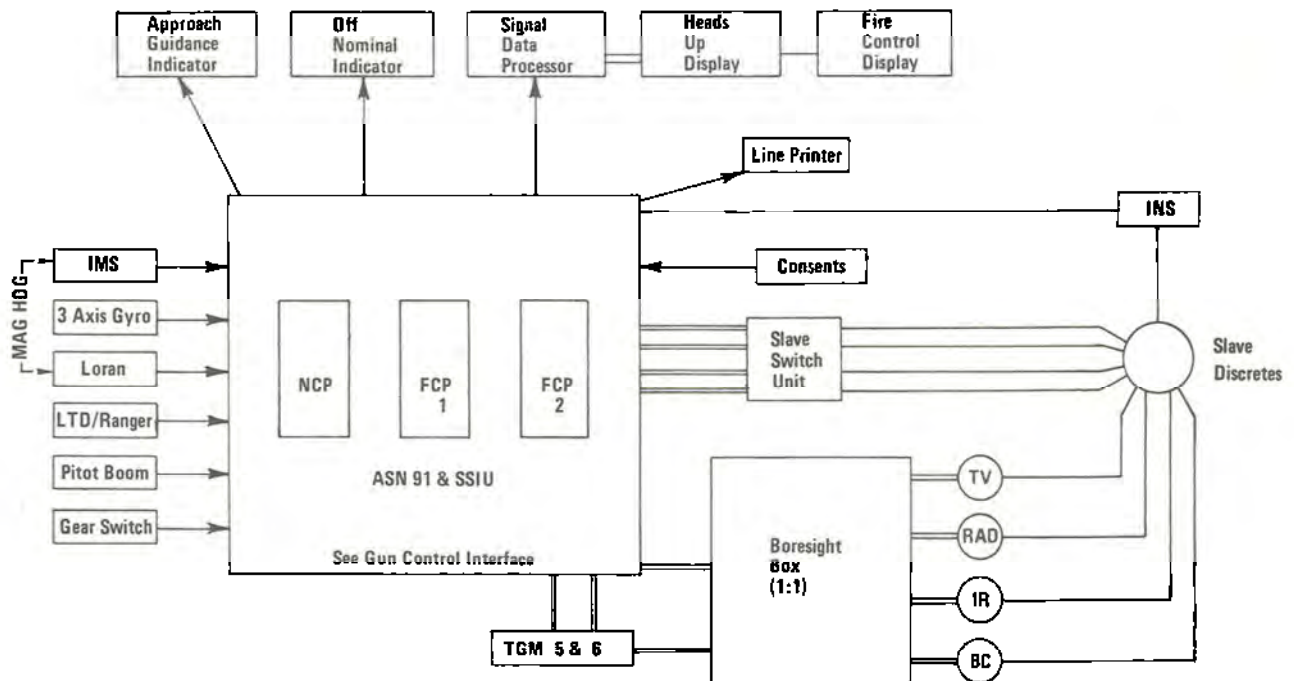 Approach
Guidance
Indicator
Off
Nominal
Indicator
Signal
Data
Processor
Heads
Up
Display
Fire
Control
Display
Line Printer
INS
MAG HDG
IMS
Consents
3 Axis Gyro
Loran
LTD/Ranger
Pitot Boom
Gear Switch
NCP
FCP
1
FCP
2
Slave
Switch
Unit
Slave
Discretes
ASN 91 & SSIU
See Gun Control Interface
Boresight
Box
(1:1)
TV
RAD
IR
BC
TGM 5 & 6